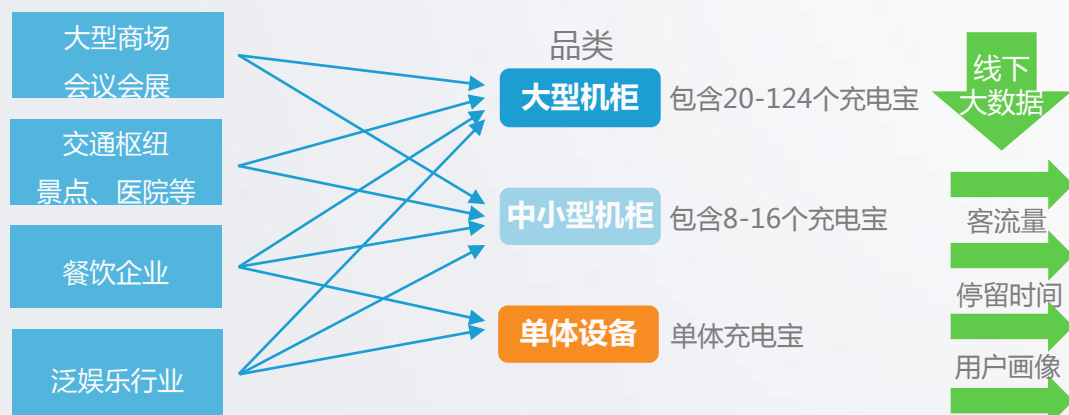 大型商场
会议会展
交通枢纽
景点、医院等
餐饮企业
泛娱乐行业
品类
大型机柜
包含20-124个充电宝
中小型机柜
包含8-16个充电宝
单体设备
单体充电宝
线下
大数据
客流量
停留时间
用户画像